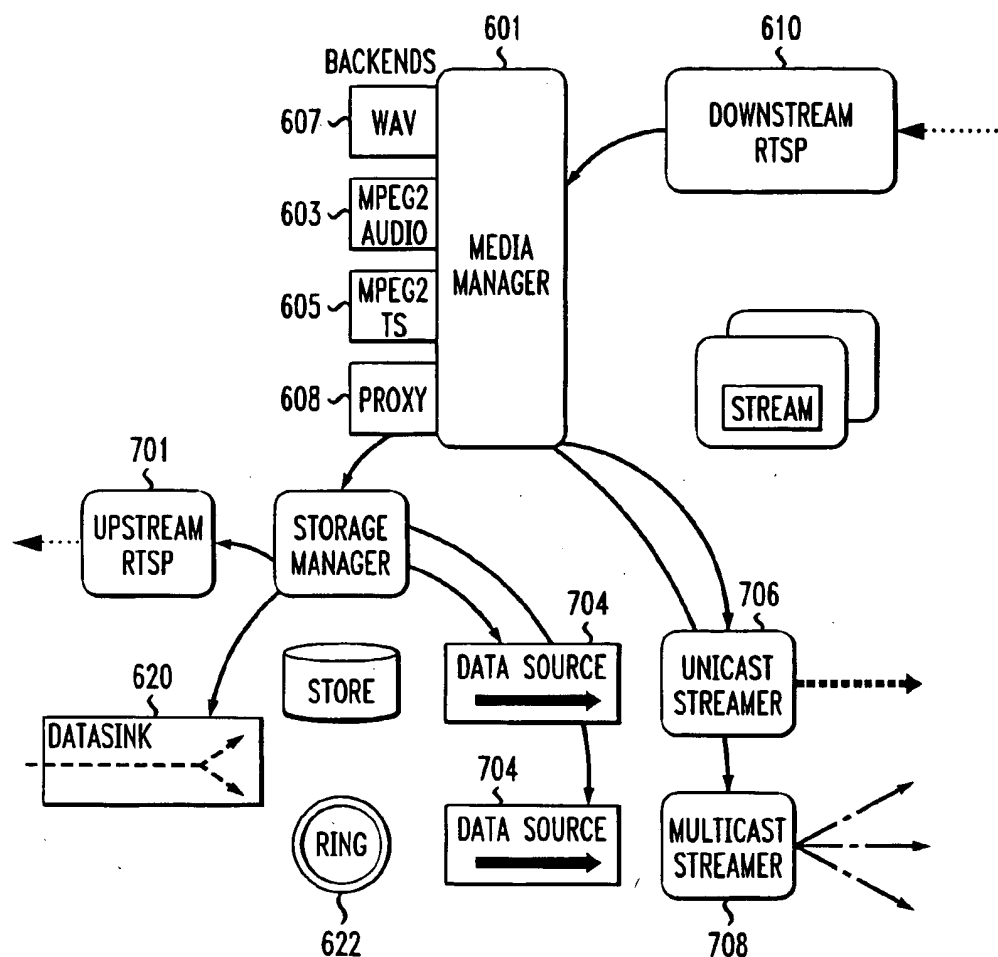 601
610
BACKENDS
607
WAV
DOWNSTREAM
RTSP
603
MPEG2
AUDIO
MEDIA
MANAGER
605
MPEG2
TS
608
PROXY
STREAM
701
UPSTREAM
RTSP
STORAGE
MANAGER
704
706
620
STORE
DATA SOURCE
UNICAST
STREAMER
DATASINK
704
RING
DATA SOURCE
MULTICAST
STREAMER
622
708